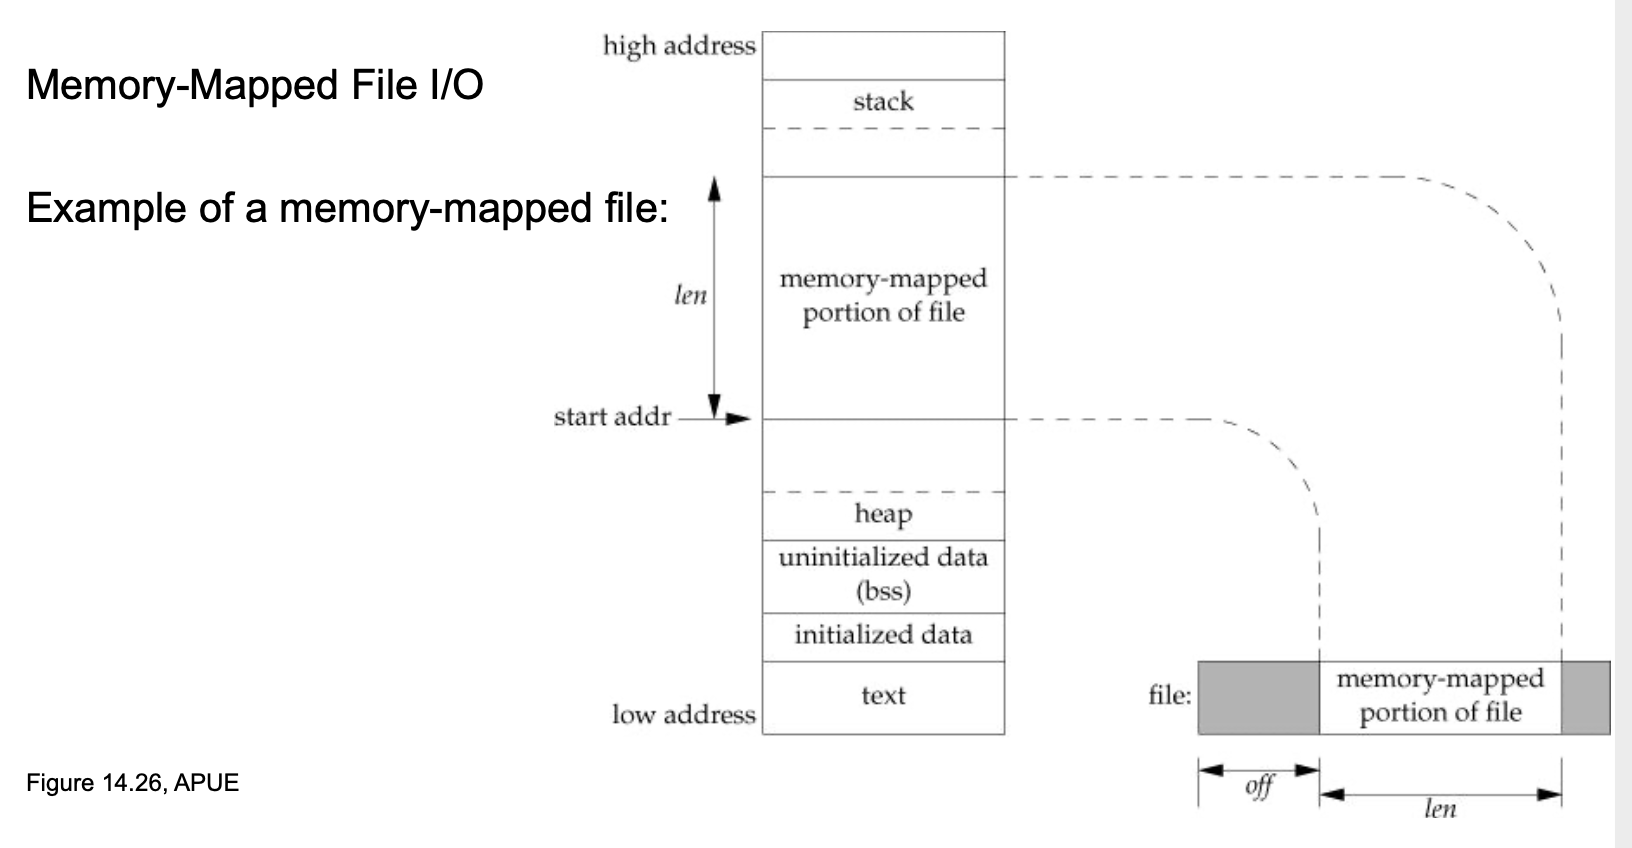 Memory-Mapped File I/O
Example of a memory-mapped file:
high address
stack
len
memory-mapped
portion of file
start addr
heap
uninitialized data
(bss)
initialized data
text
low address
file:
memory-mapped
portion of file
off
len
Figure 14.26, APUE